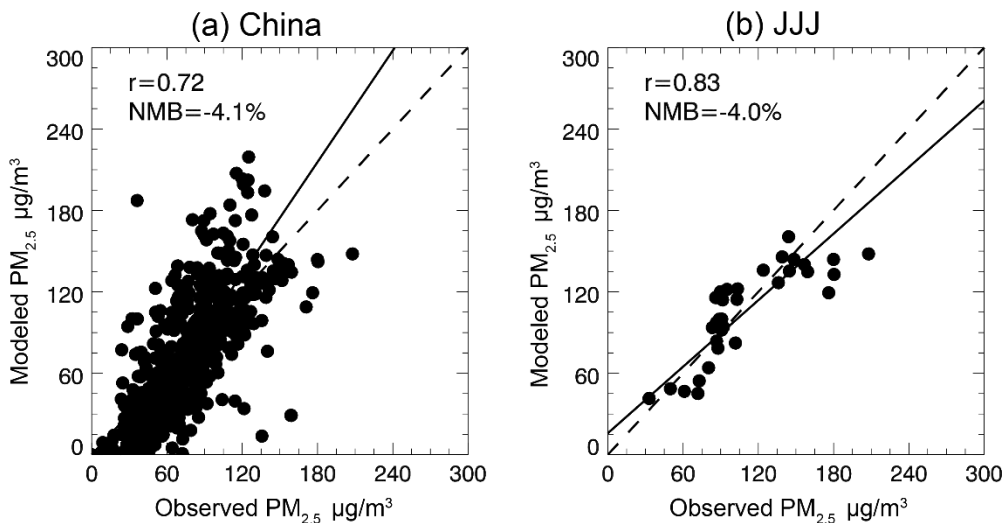 (a) China
300
240
180
120
60
0
r=0.72
NMB=-4.1%
0 60 120 180 240 300
Modeled PM2.5 µg/m³
Observed PM2.5 µg/m³
(b) JJJ
300
240
180
120
60
0
r=0.83
NMB=-4.0%
0 60 120 180 240 300
Modeled PM2.5 µg/m³
Observed PM2.5 µg/m³